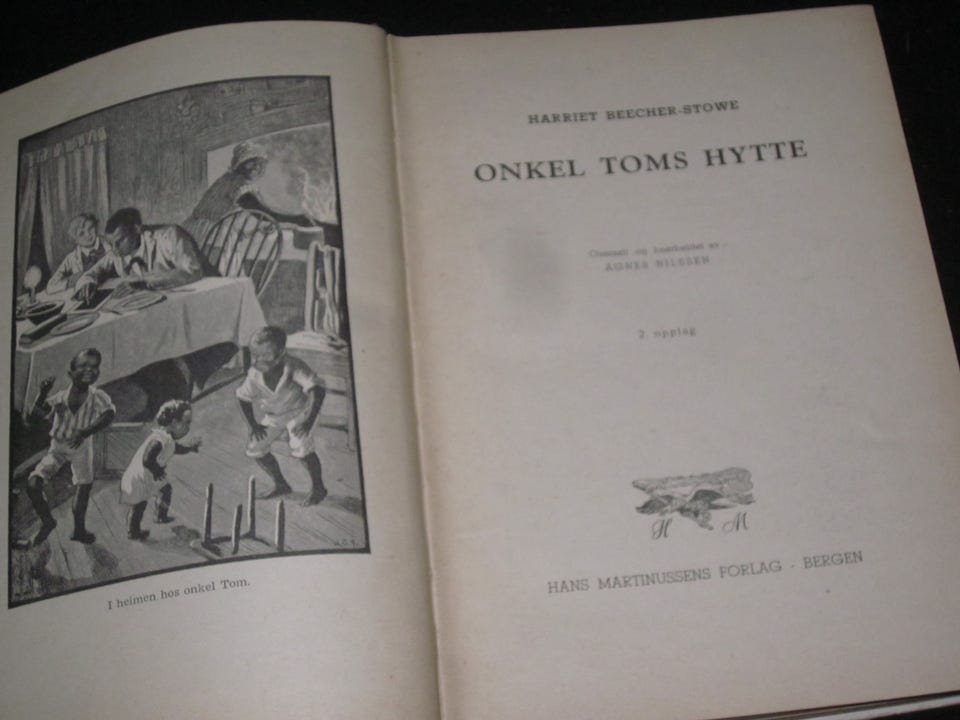 I heimen hos onkel Tom.
HARRIET BEECHER-STOWE
ONKEL TOMS HYTTE
Omsatt og bearbeidet av
AGNES NILSSEN
2. opplag
H M
HANS MARTINUSSENS FORLAG . BERGEN